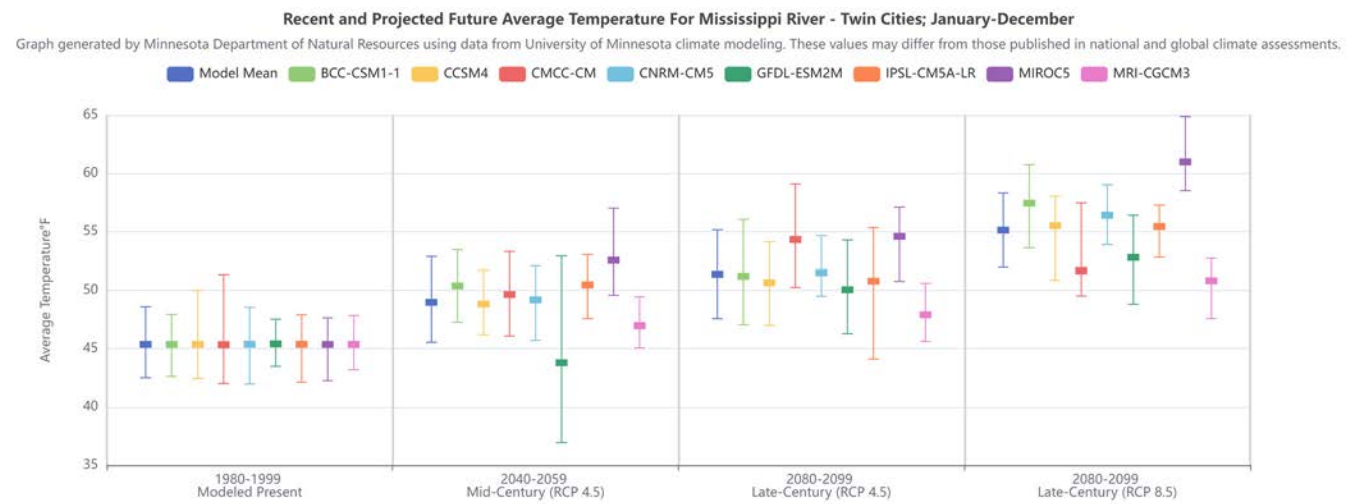 Recent and Projected Future Average Temperature For Mississippi River - Twin Cities; January-December
Graph generated by Minnesota Department of Natural Resources using data from University of Minnesota climate modeling. These values may differ from those published in national and global climate assessments.
Model Mean BCC-CSM1-1 CCSM4 CMCC-CM CNRM-CM5 GFDL-ESM2M IPSL-CM5A-LR MIROC5 MRI-CGCM3
Average Temperature°F
65
60
55
50
45
40
35
1980-1999 2040-2059 2080-2099 2080-2099
Modeled Present Mid-Century (RCP 4.5) Late-Century (RCP 4.5) Late-Century (RCP 8.5)